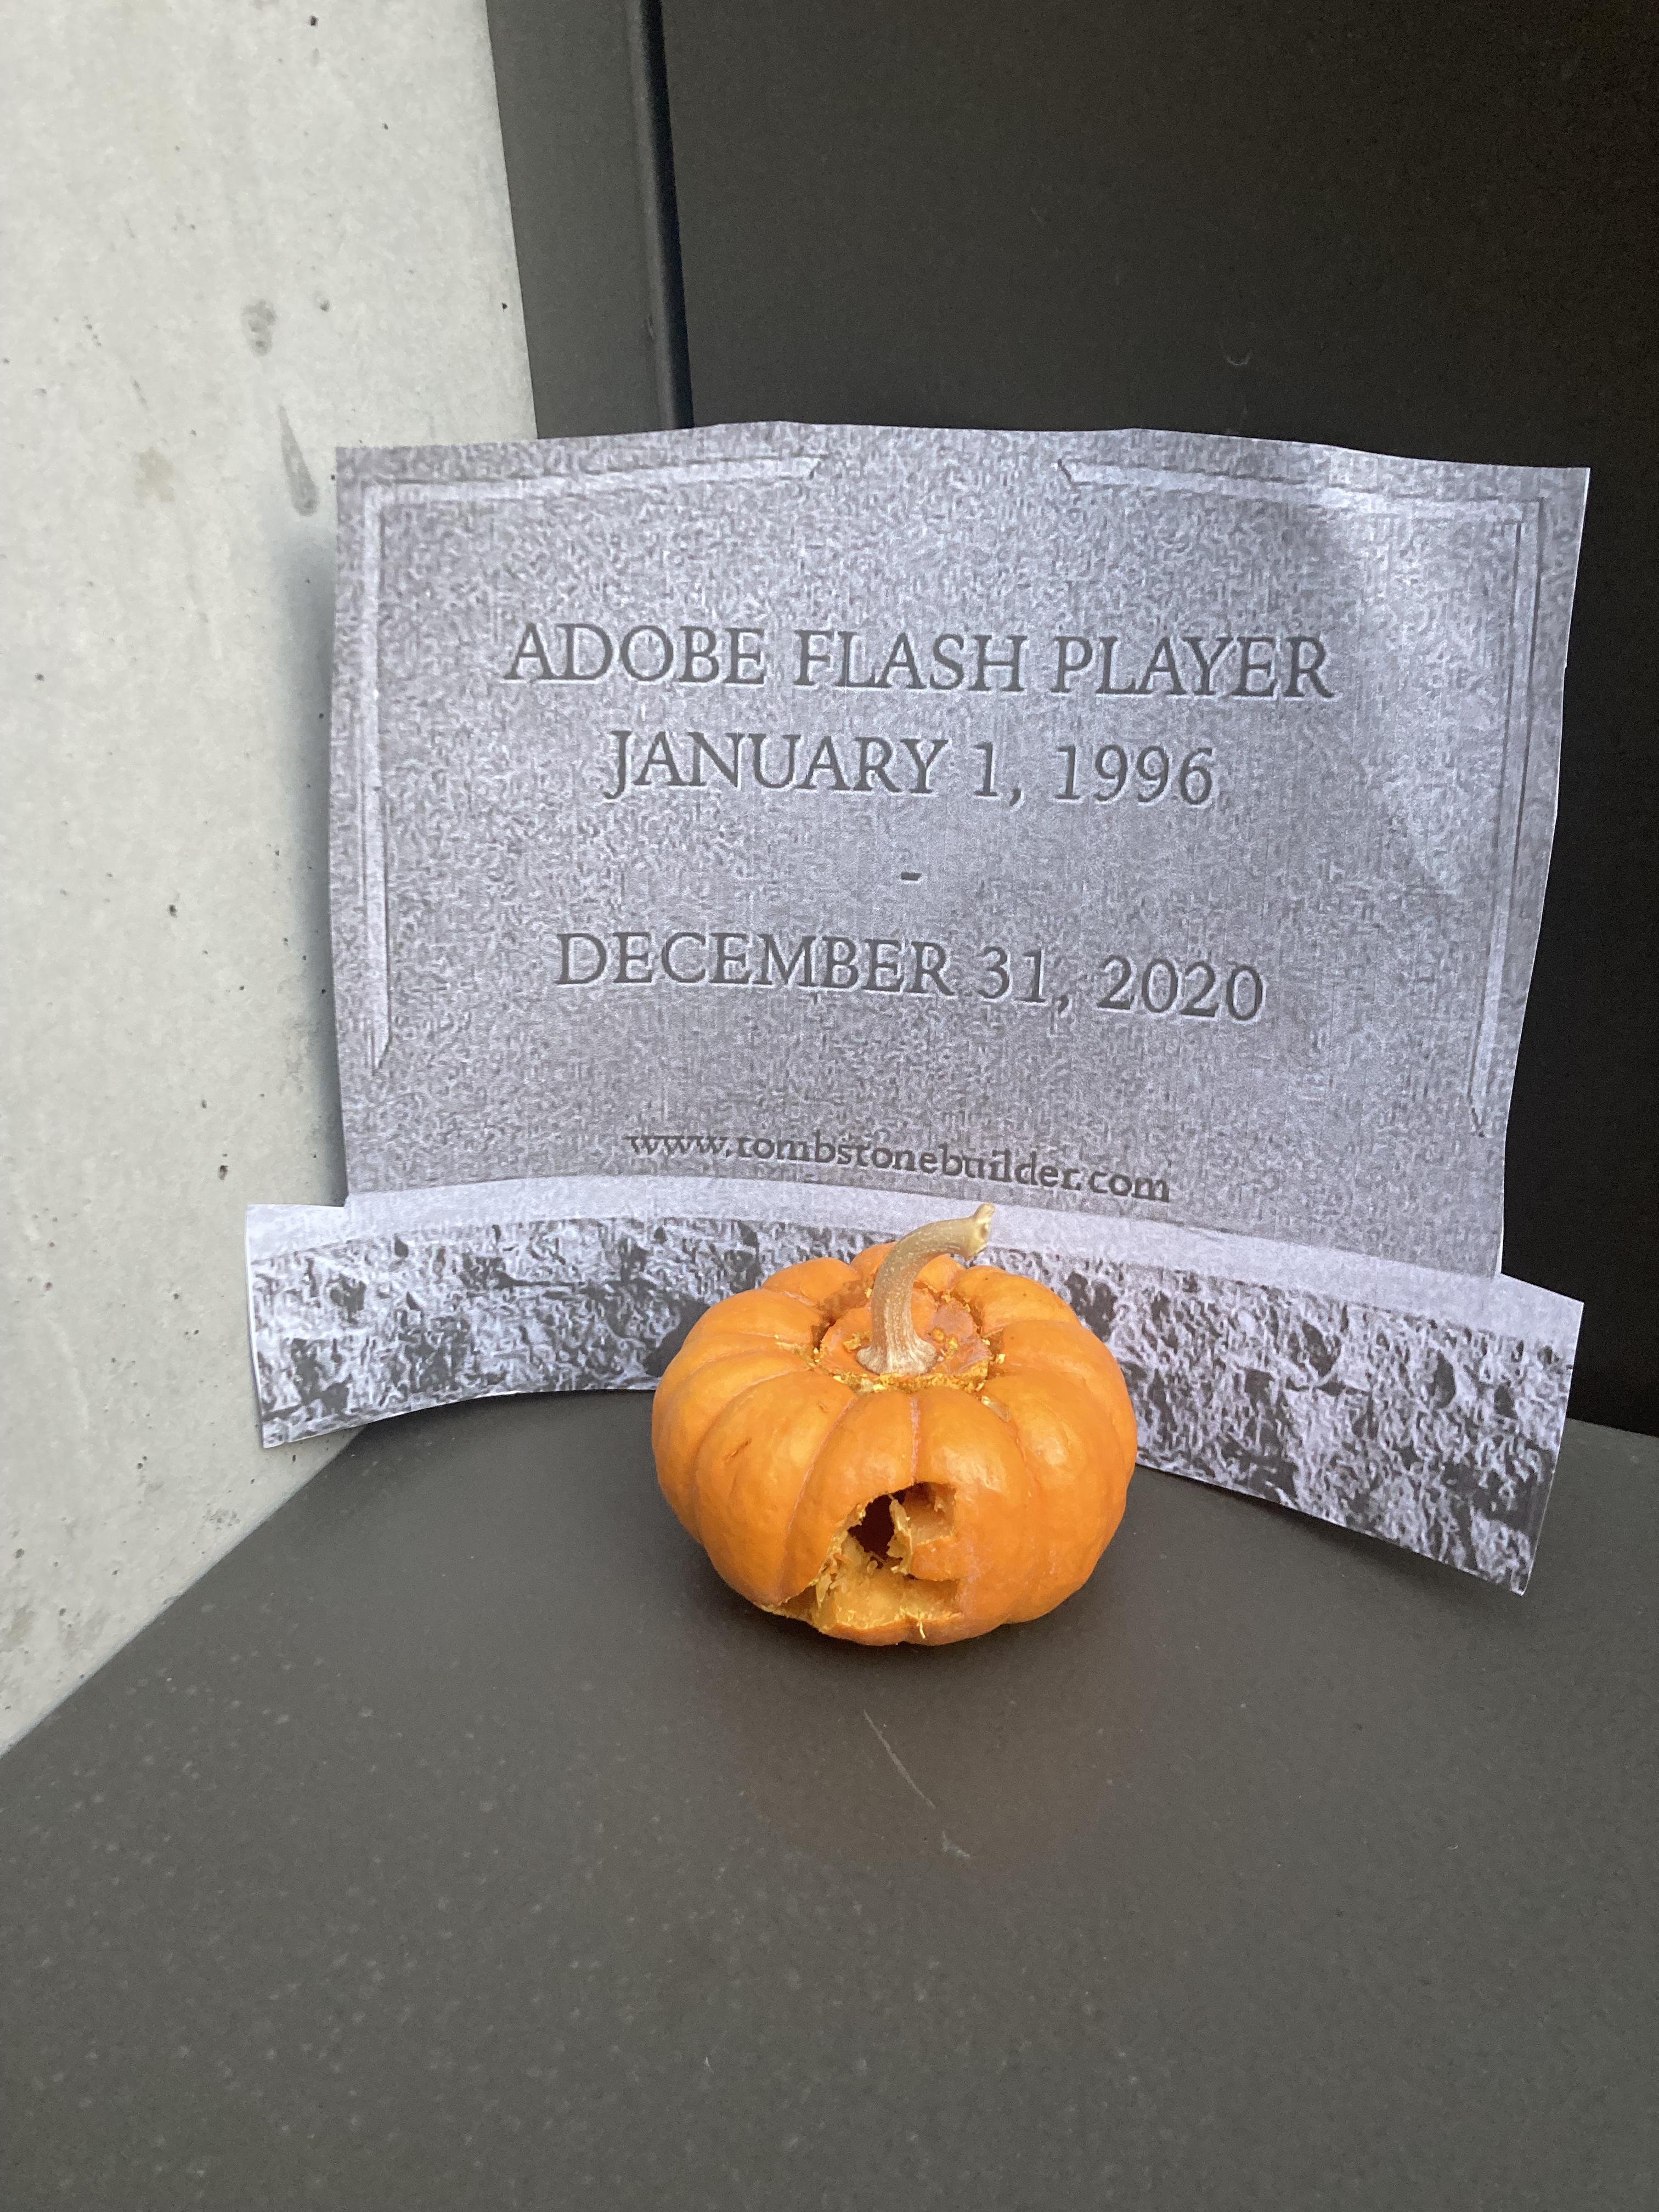 ADOBE FLASH PLAYER
JANUARY 1, 1996
-
DECEMBER 31, 2020
www.tombstonebuilder.com